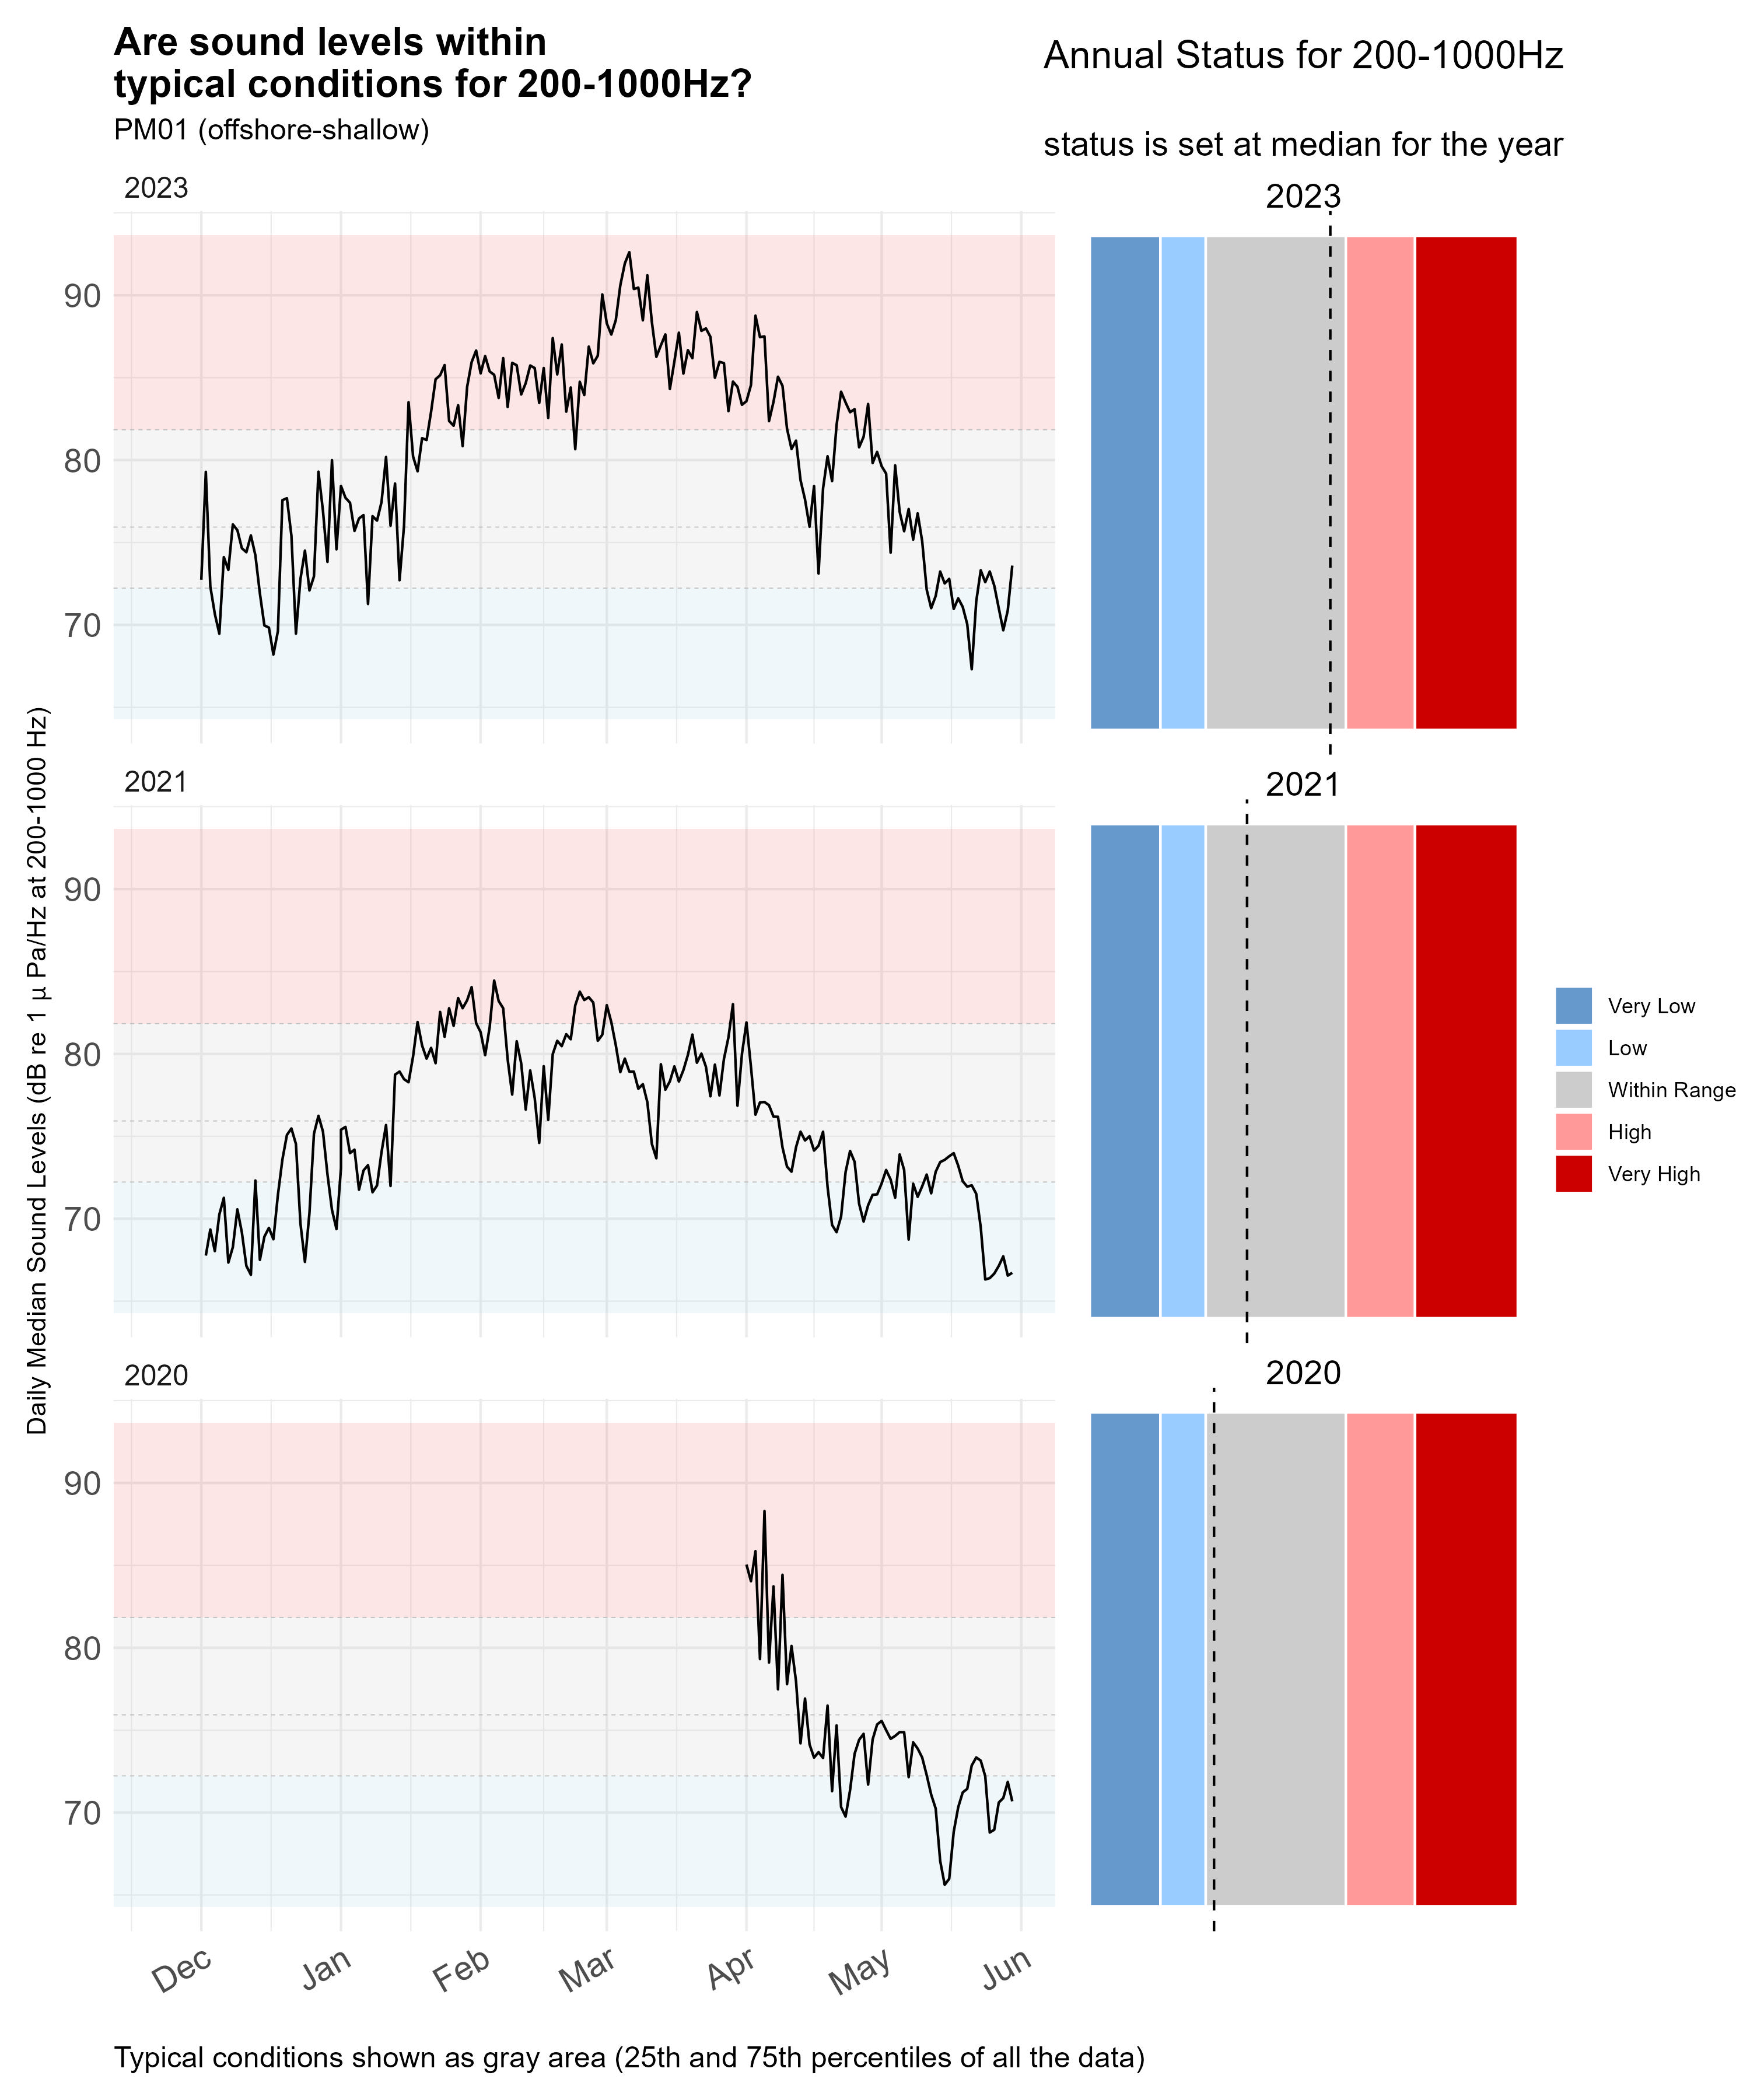 Are sound levels within
typical conditions for 200-1000Hz?
PM01 (offshore-shallow)
Annual Status for 200-1000Hz
status is set at median for the year
Daily Median Sound Levels (dB re 1 µ Pa/Hz at 200-1000 Hz)
2023
90
80
70
2023
2021
90
80
70
2021
2020
90
80
70
2020
Dec
Jan
Feb
Mar
Apr
May
Jun
Very Low
Low
Within Range
High
Very High
Typical conditions shown as gray area (25th and 75th percentiles of all the data)